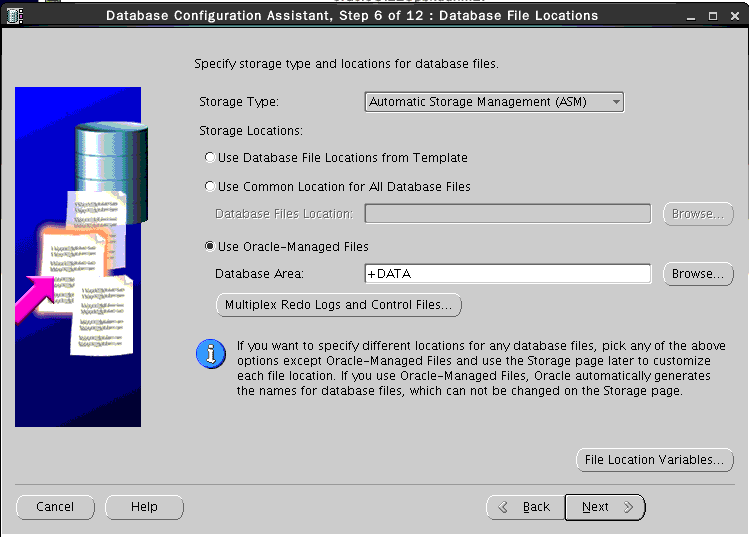 Database Configuration Assistant, Step 6 of 12 : Database File Locations
Specify storage type and locations for database files.
Storage Type: Automatic Storage Management (ASM)
Storage Locations:
Use Database File Locations from Template
Use Common Location for All Database Files
Database Files Location: Browse...
Use Oracle-Managed Files
Database Area: +DATA Browse...
Multiplex Redo Logs and Control Files...
If you want to specify different locations for any database files, pick any of the above
options except Oracle-Managed Files and use the Storage page later to customize
each file location. If you use Oracle-Managed Files, Oracle automatically generates
the names for database files, which can not be changed on the Storage page.
File Location Variables...
Cancel Help Back Next